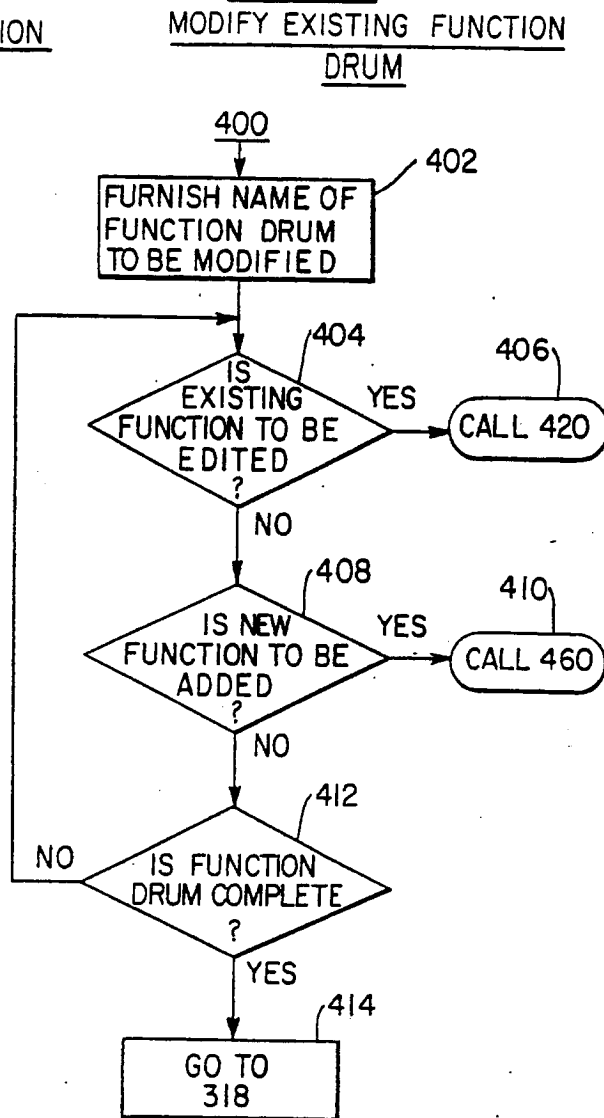 ION
MODIFY EXISTING FUNCTION
DRUM
400
402
FURNISH NAME OF
FUNCTION DRUM
TO BE MODIFIED
404
IS
EXISTING
FUNCTION TO BE
EDITED
?
YES
406
CALL 420
NO
408
IS NEW
FUNCTION TO BE
ADDED
?
YES
410
CALL 460
NO
412
IS FUNCTION
DRUM COMPLETE
?
NO
YES
414
GO TO
318